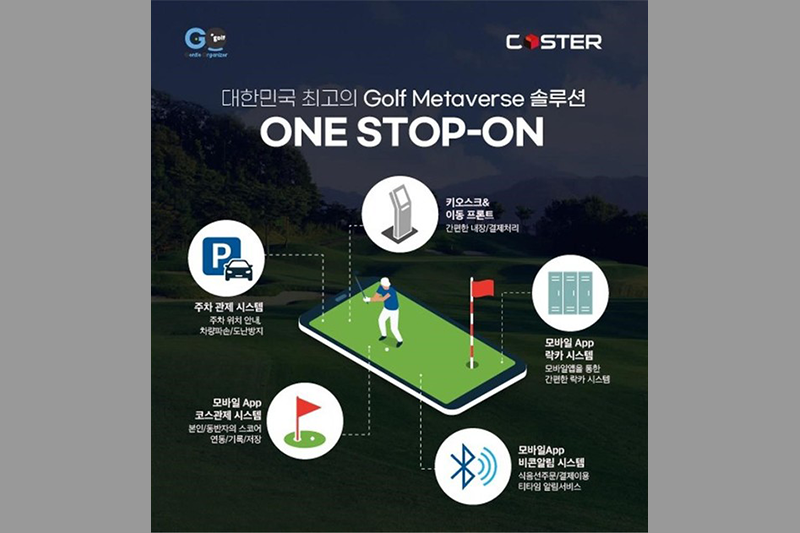 GO golf
Gentle Organizer
COSTER
대한민국 최고의 Golf Metaverse 솔루션
ONE STOP-ON
키오스크&
이동 프론트
간편한 내장/결제처리
P
주차 관제 시스템
주차 위치 안내,
차량파손/도난방지
모바일 App
락카 시스템
모바일앱을 통한
간편한 락카 시스템
모바일 App
코스관제 시스템
본인/동반자의 스코어
연동/기록/저장
모바일App
비콘알림 시스템
식음선주문/결제이용
티타임 알림서비스